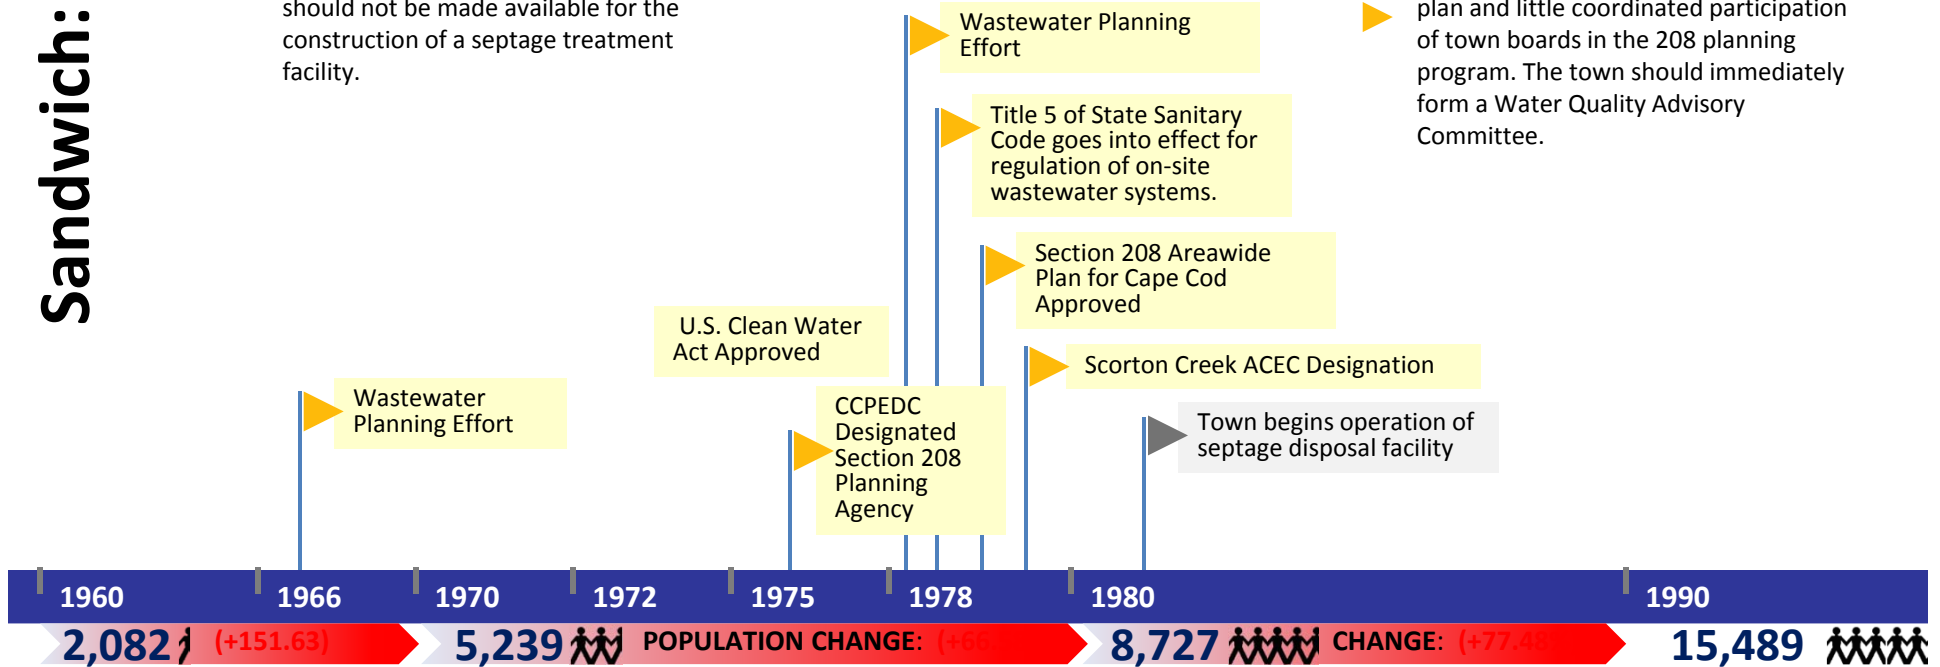 Sandwich:
should not be made available for the
construction of a septage treatment
facility.
Wastewater Planning
Effort
plan and little coordinated participation
of town boards in the 208 planning
program. The town should immediately
form a Water Quality Advisory
Committee.
Title 5 of State Sanitary
Code goes into effect for
regulation of on-site
wastewater systems.
Section 208 Areawide
Plan for Cape Cod
Approved
U.S. Clean Water
Act Approved
Scorton Creek ACEC Designation
Wastewater
Planning Effort
CCPEDC
Designated
Section 208
Planning
Agency
Town begins operation of
septage disposal facility
1960 1966 1970 1972 1975 1978 1980 1990
2,082 (+151.63) 5,239 POPULATION CHANGE: (+66. 8,727 CHANGE: (+77.48 15,489